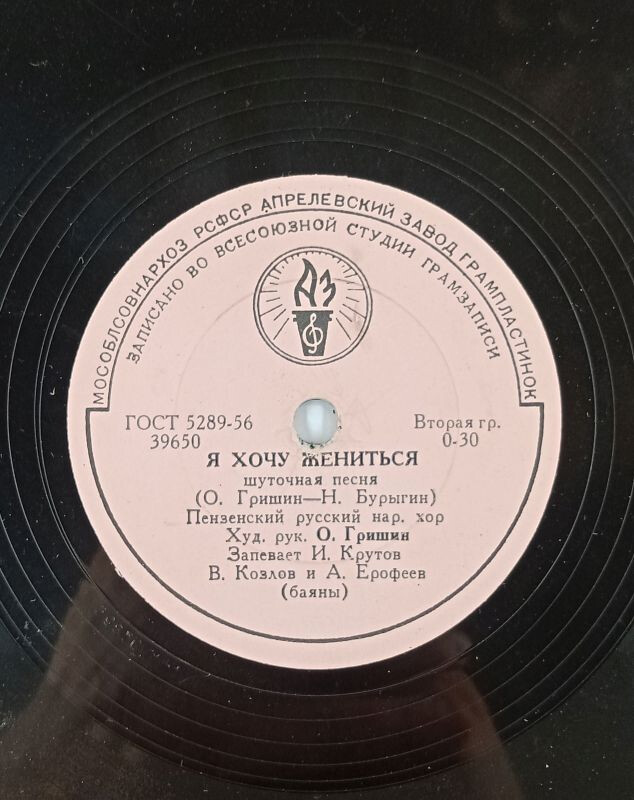 МОСОБЛСОВНАРХОЗ РСФСР АПРЕЛЕВСКИЙ ЗАВОД ГРАМПЛАСТИНОК
ЗАПИСАНО ВО ВСЕСОЮЗНОЙ СТУДИИ ГРАМЗАПИСИ
АЗ
ГОСТ 5289-56
39650
Вторая гр.
0-30
Я ХОЧУ ЖЕНИТЬСЯ
шуточная песня
(О. Гришин—Н. Бурыгин)
Пензенский русский нар. хор
Худ. рук. О. Гришин
Запевает И. Крутов
В. Козлов и А. Ерофеев
(баяны)